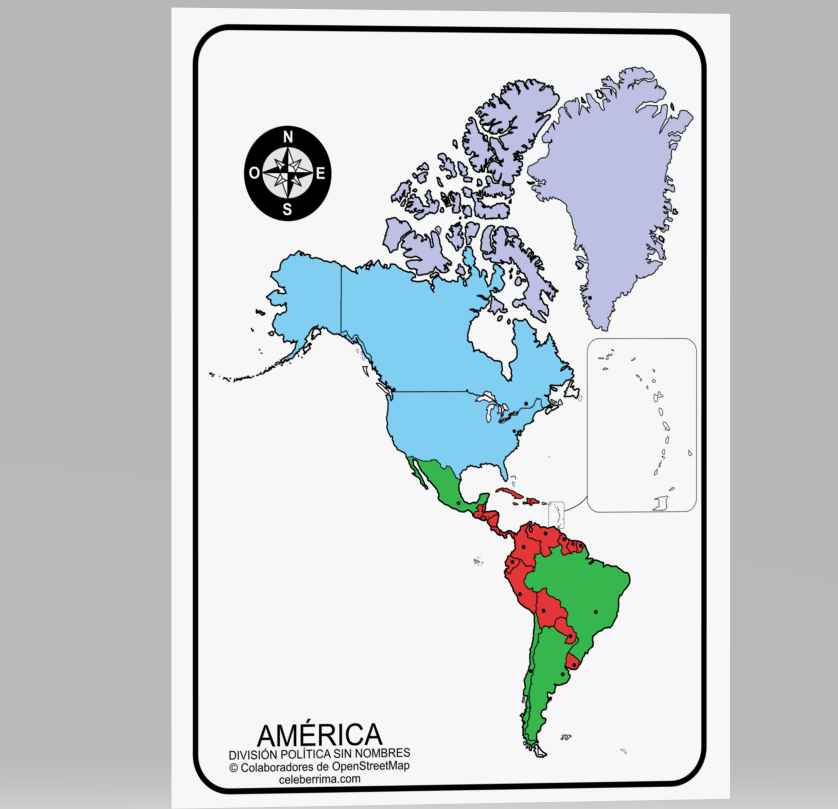 N
O E
S
AMÉRICA
DIVISIÓN POLÍTICA SIN NOMBRES
© Colaboradores de OpenStreetMap
celeberrima.com